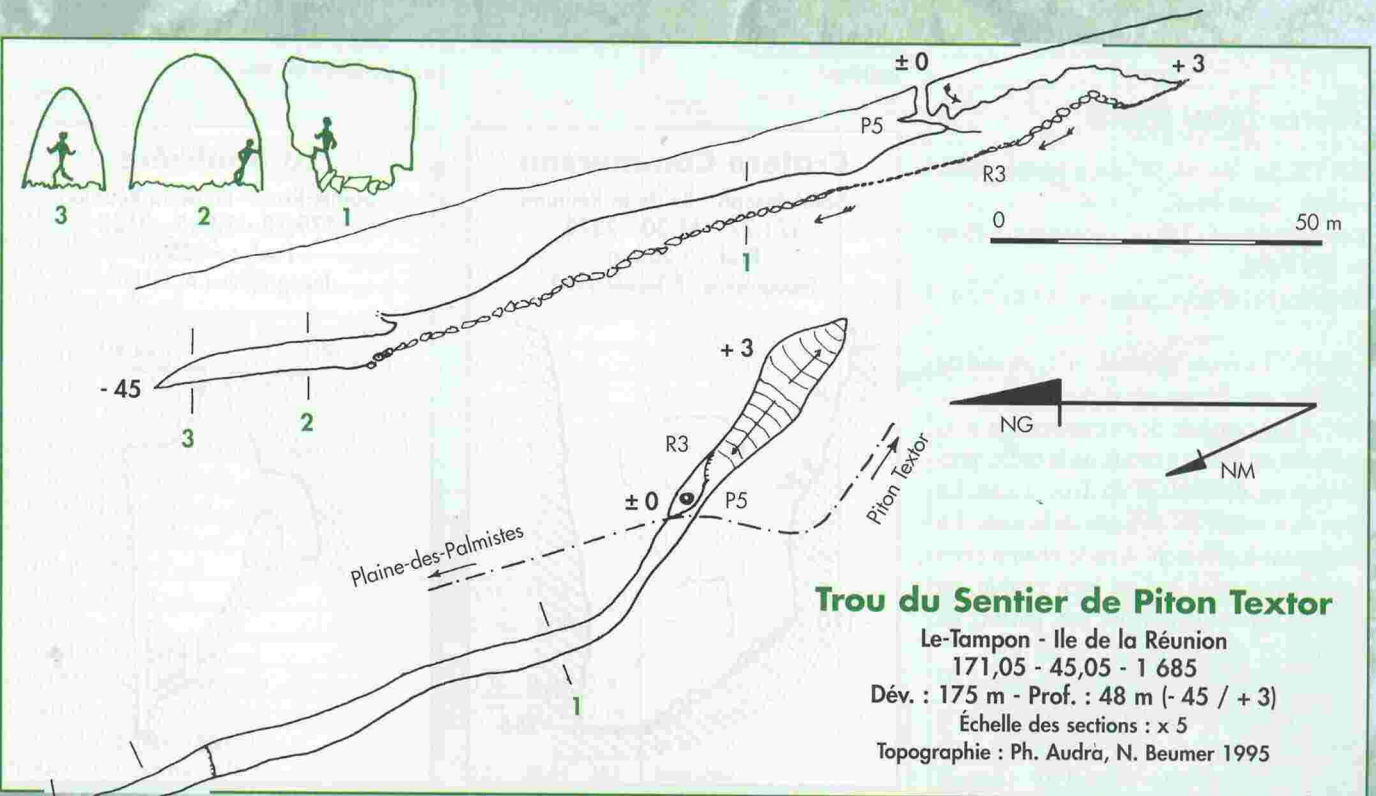 ± 0
+ 3
P5
R3
3
2
1
0 50 m
1
- 45
3
2
+ 3
NG
NM
R3
± 0
P5
Piton Textor
Plaine-des-Palmistes
1
Trou du Sentier de Piton Textor
Le-Tampon - Ile de la Réunion
171,05 - 45,05 - 1 685
Dév. : 175 m - Prof. : 48 m (- 45 / + 3)
Échelle des sections : x 5
Topographie : Ph. Audra, N. Beumer 1995